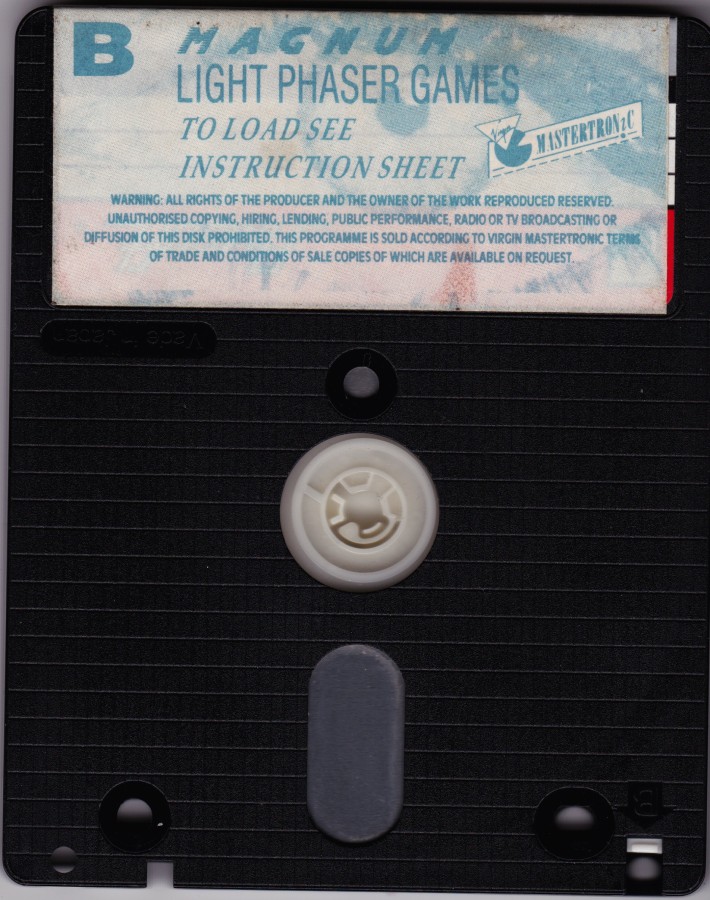 B
MAGNUM
LIGHT PHASER GAMES
TO LOAD SEE
INSTRUCTION SHEET
Virgin
MASTERTRONIC
WARNING: ALL RIGHTS OF THE PRODUCER AND THE OWNER OF THE WORK REPRODUCED RESERVED.
UNAUTHORISED COPYING, HIRING, LENDING, PUBLIC PERFORMANCE, RADIO OR TV BROADCASTING OR
DIFFUSION OF THIS DISK PROHIBITED. THIS PROGRAMME IS SOLD ACCORDING TO VIRGIN MASTERTRONIC TERMS
OF TRADE AND CONDITIONS OF SALE COPIES OF WHICH ARE AVAILABLE ON REQUEST.
B